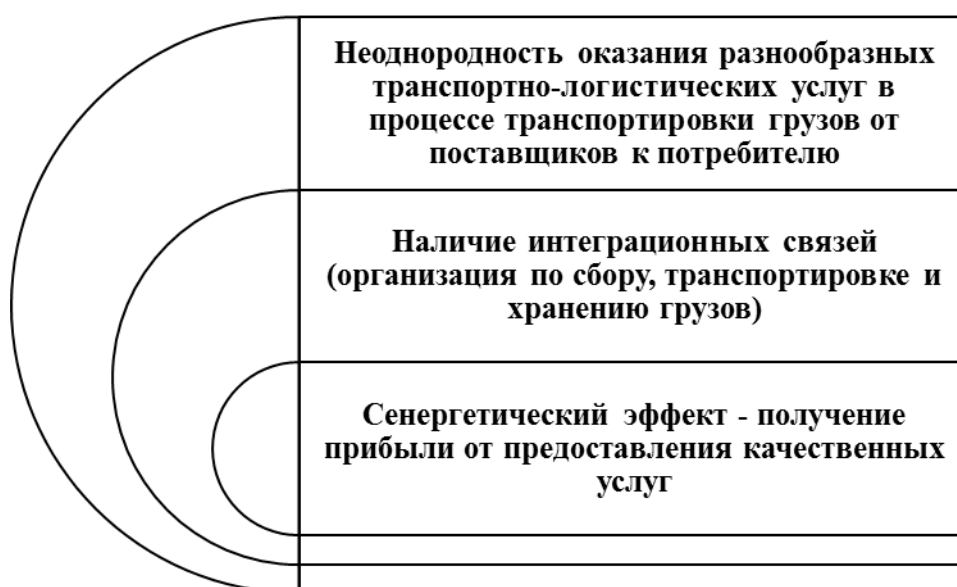 Неоднородность оказания разнообразных
транспортно-логистических услуг в
процессе транспортировки грузов от
поставщиков к потребителю
Наличие интеграционных связей
(организация по сбору, транспортировке и
хранению грузов)
Сенергетический эффект - получение
прибыли от предоставления качественных
услуг